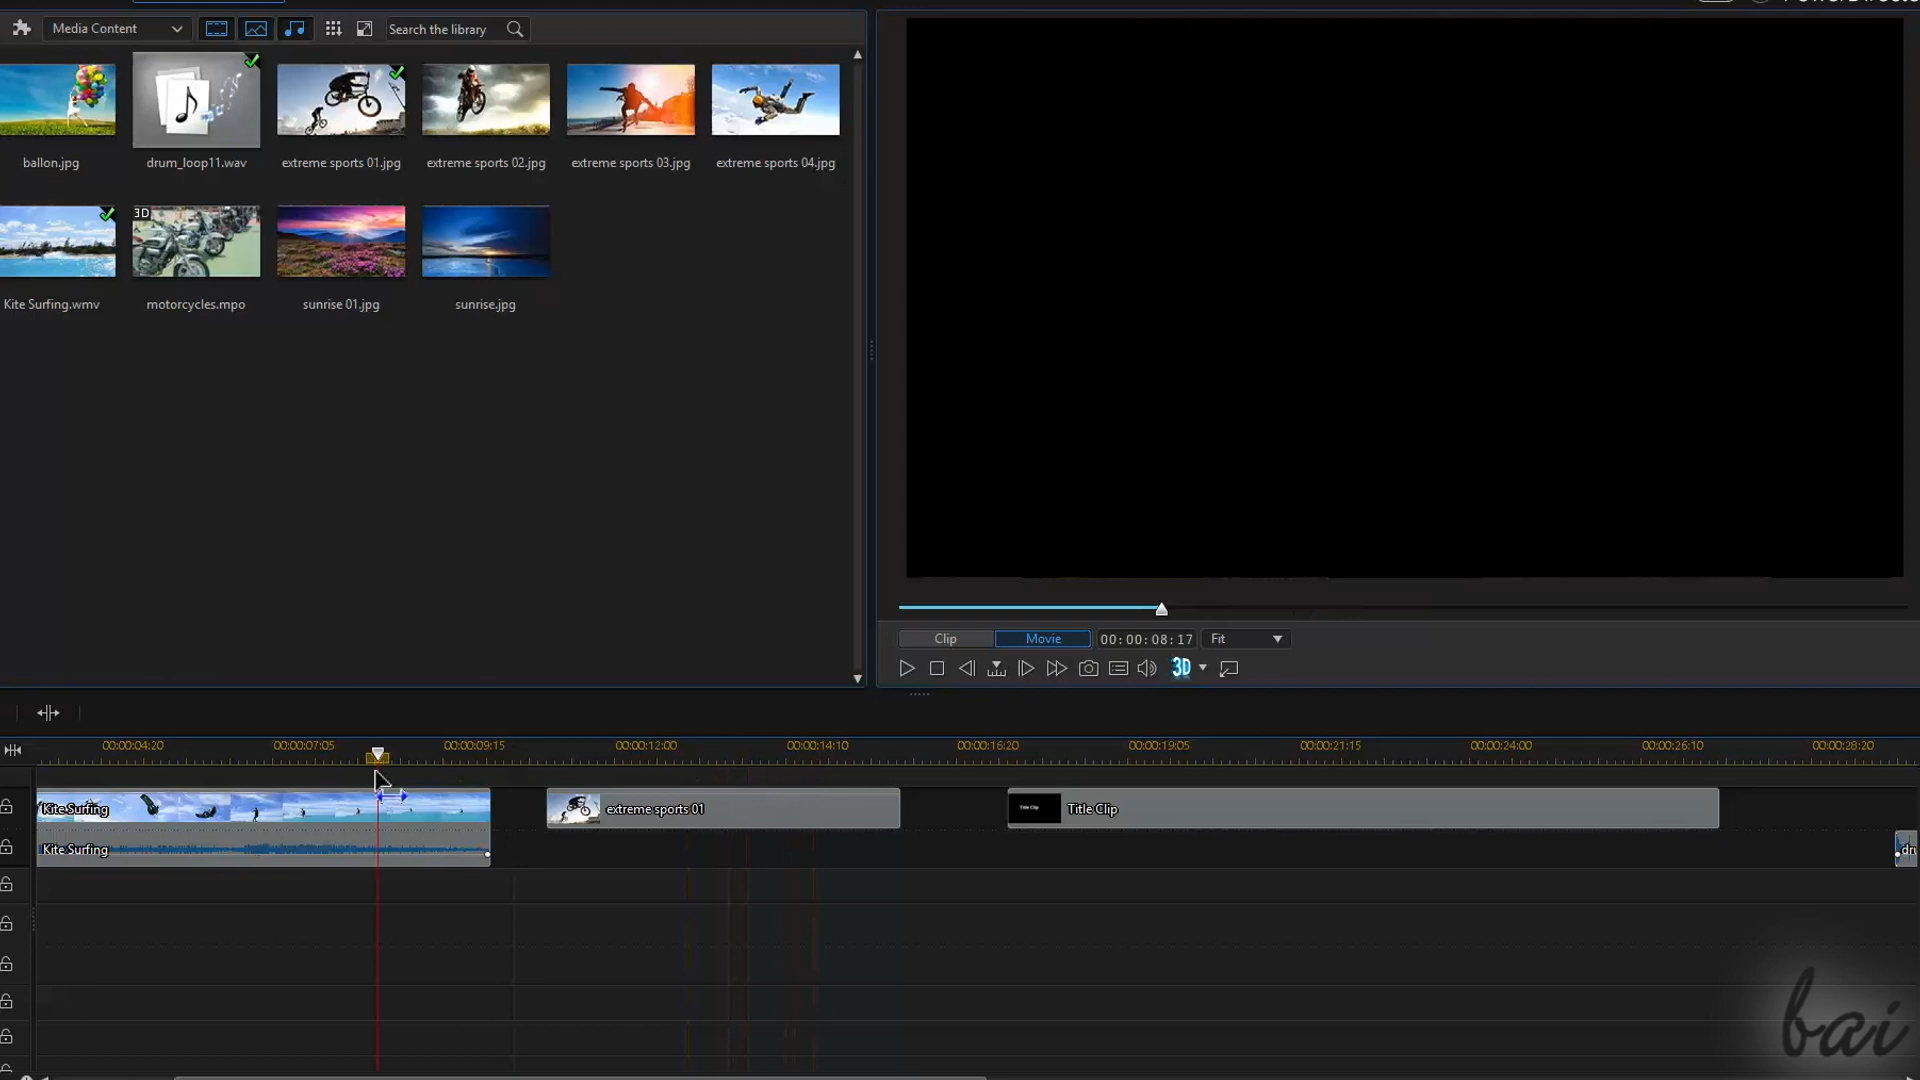 Media Content
Search the library
ballon.jpg
drum_loop11.wav
extreme sports 01.jpg
extreme sports 02.jpg
extreme sports 03.jpg
extreme sports 04.jpg
3D
Kite Surfing.wmv
motorcycles.mpo
sunrise 01.jpg
sunrise.jpg
Clip
Movie
00:00:08:17
Fit
3D
00:00:04:20
00:00:07:05
00:00:09:15
00:00:12:00
00:00:14:10
00:00:16:20
00:00:19:05
00:00:21:15
00:00:24:00
00:00:26:10
00:00:28:20
Kite Surfing
extreme sports 01
Title Clip
Title Clip
Kite Surfing
dru
bai